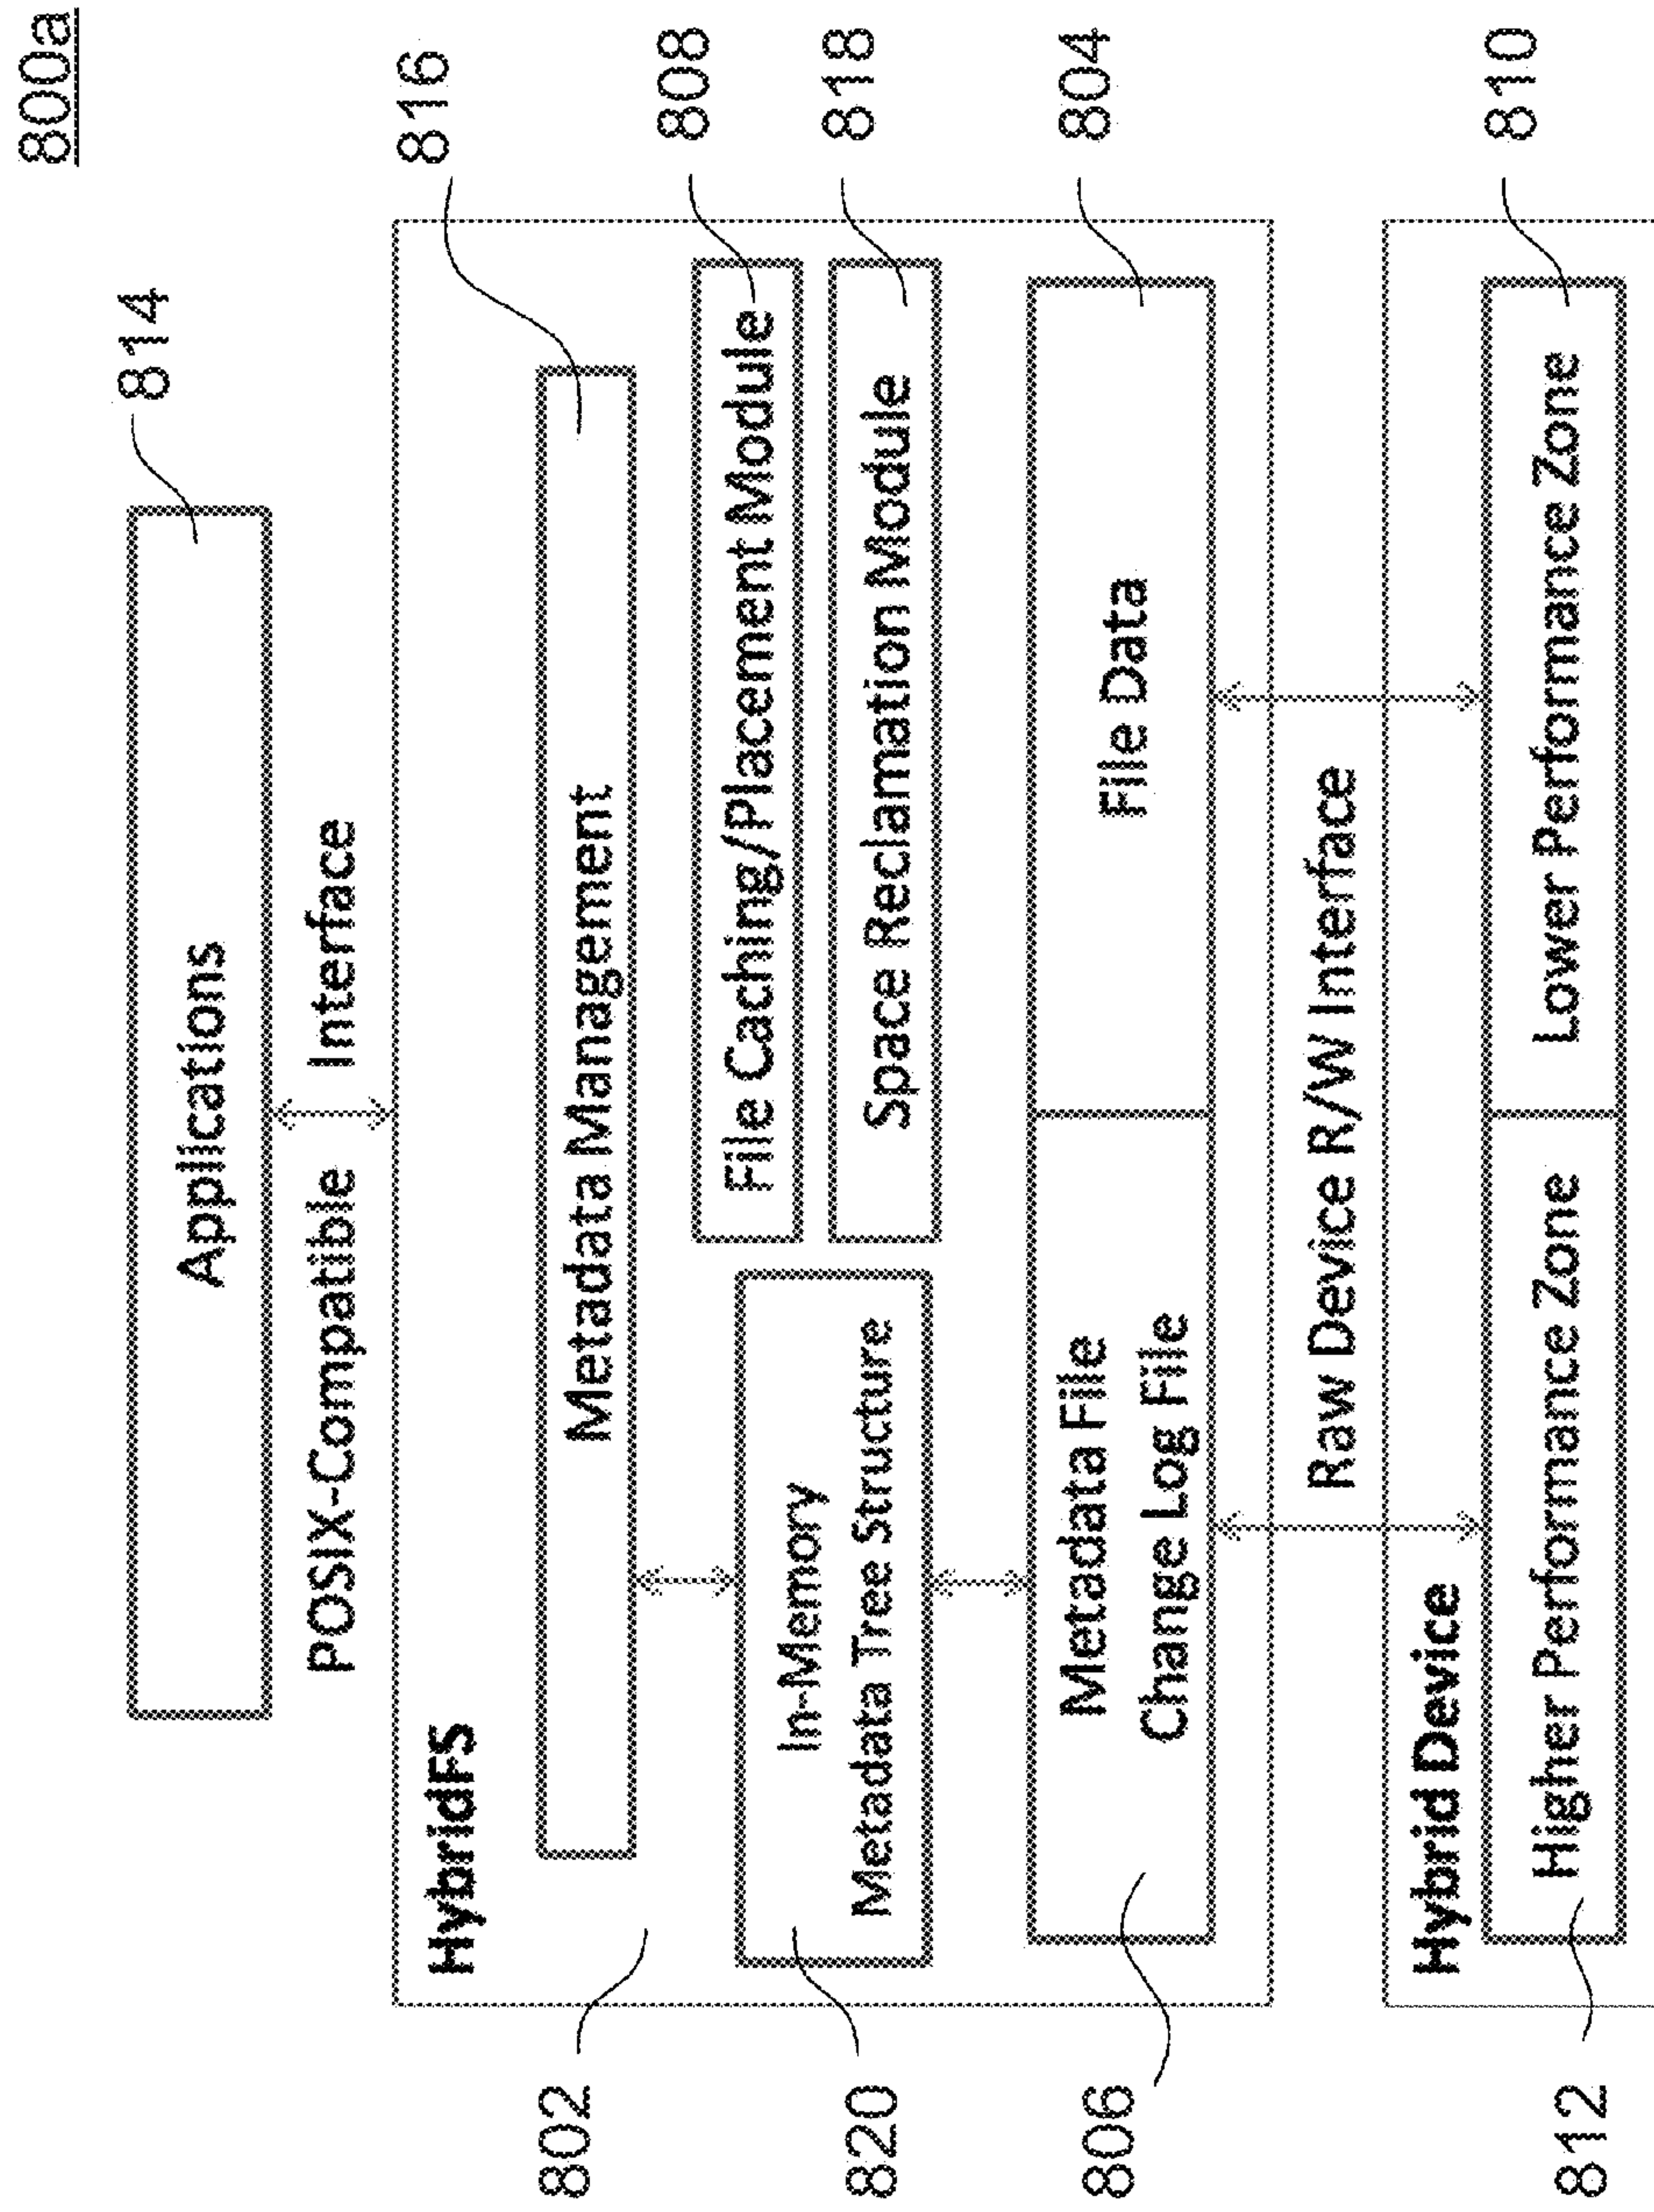 800a
814
Applications
POSIX-Compatible Interface
816
HybridFS
802
Metadata Management
808
File Caching/Placement Module
In-Memory
Metadata Tree Structure
820
818
Space Reclamation Module
804
Metadata File
Change Log File
File Data
806
Raw Device R/W Interface
Hybrid Device
810
Higher Performance Zone
Lower Performance Zone
812